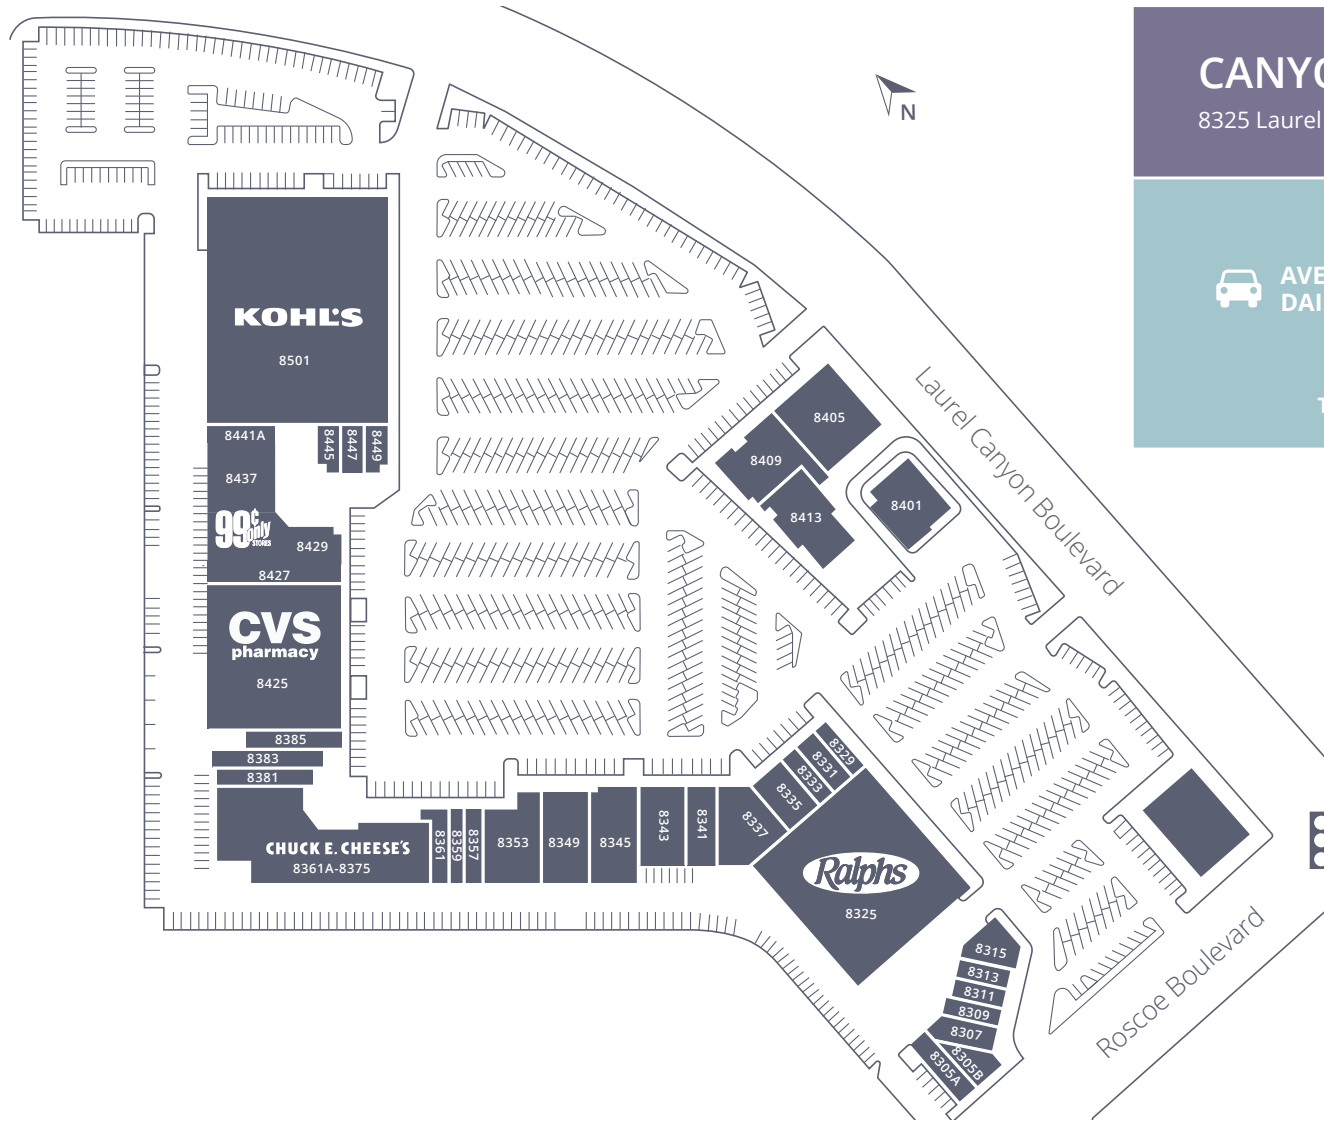 CANYO
8325 Laurel
N
AVE
DAI
T
KOHL'S
8501
8441A
8445
8447
8449
8437
99¢ only
STORES
8429
8427
CVS
pharmacy
8425
8385
8383
8381
CHUCK E. CHEESE'S
8361A-8375
8361
8359
8357
8353
8349
8345
8343
8341
8337
8335
8333
8331
8329
Ralphs
8325
8405
8409
8413
8401
Laurel Canyon Boulevard
8315
8313
8311
8309
8307
8305B
8305A
Roscoe Boulevard